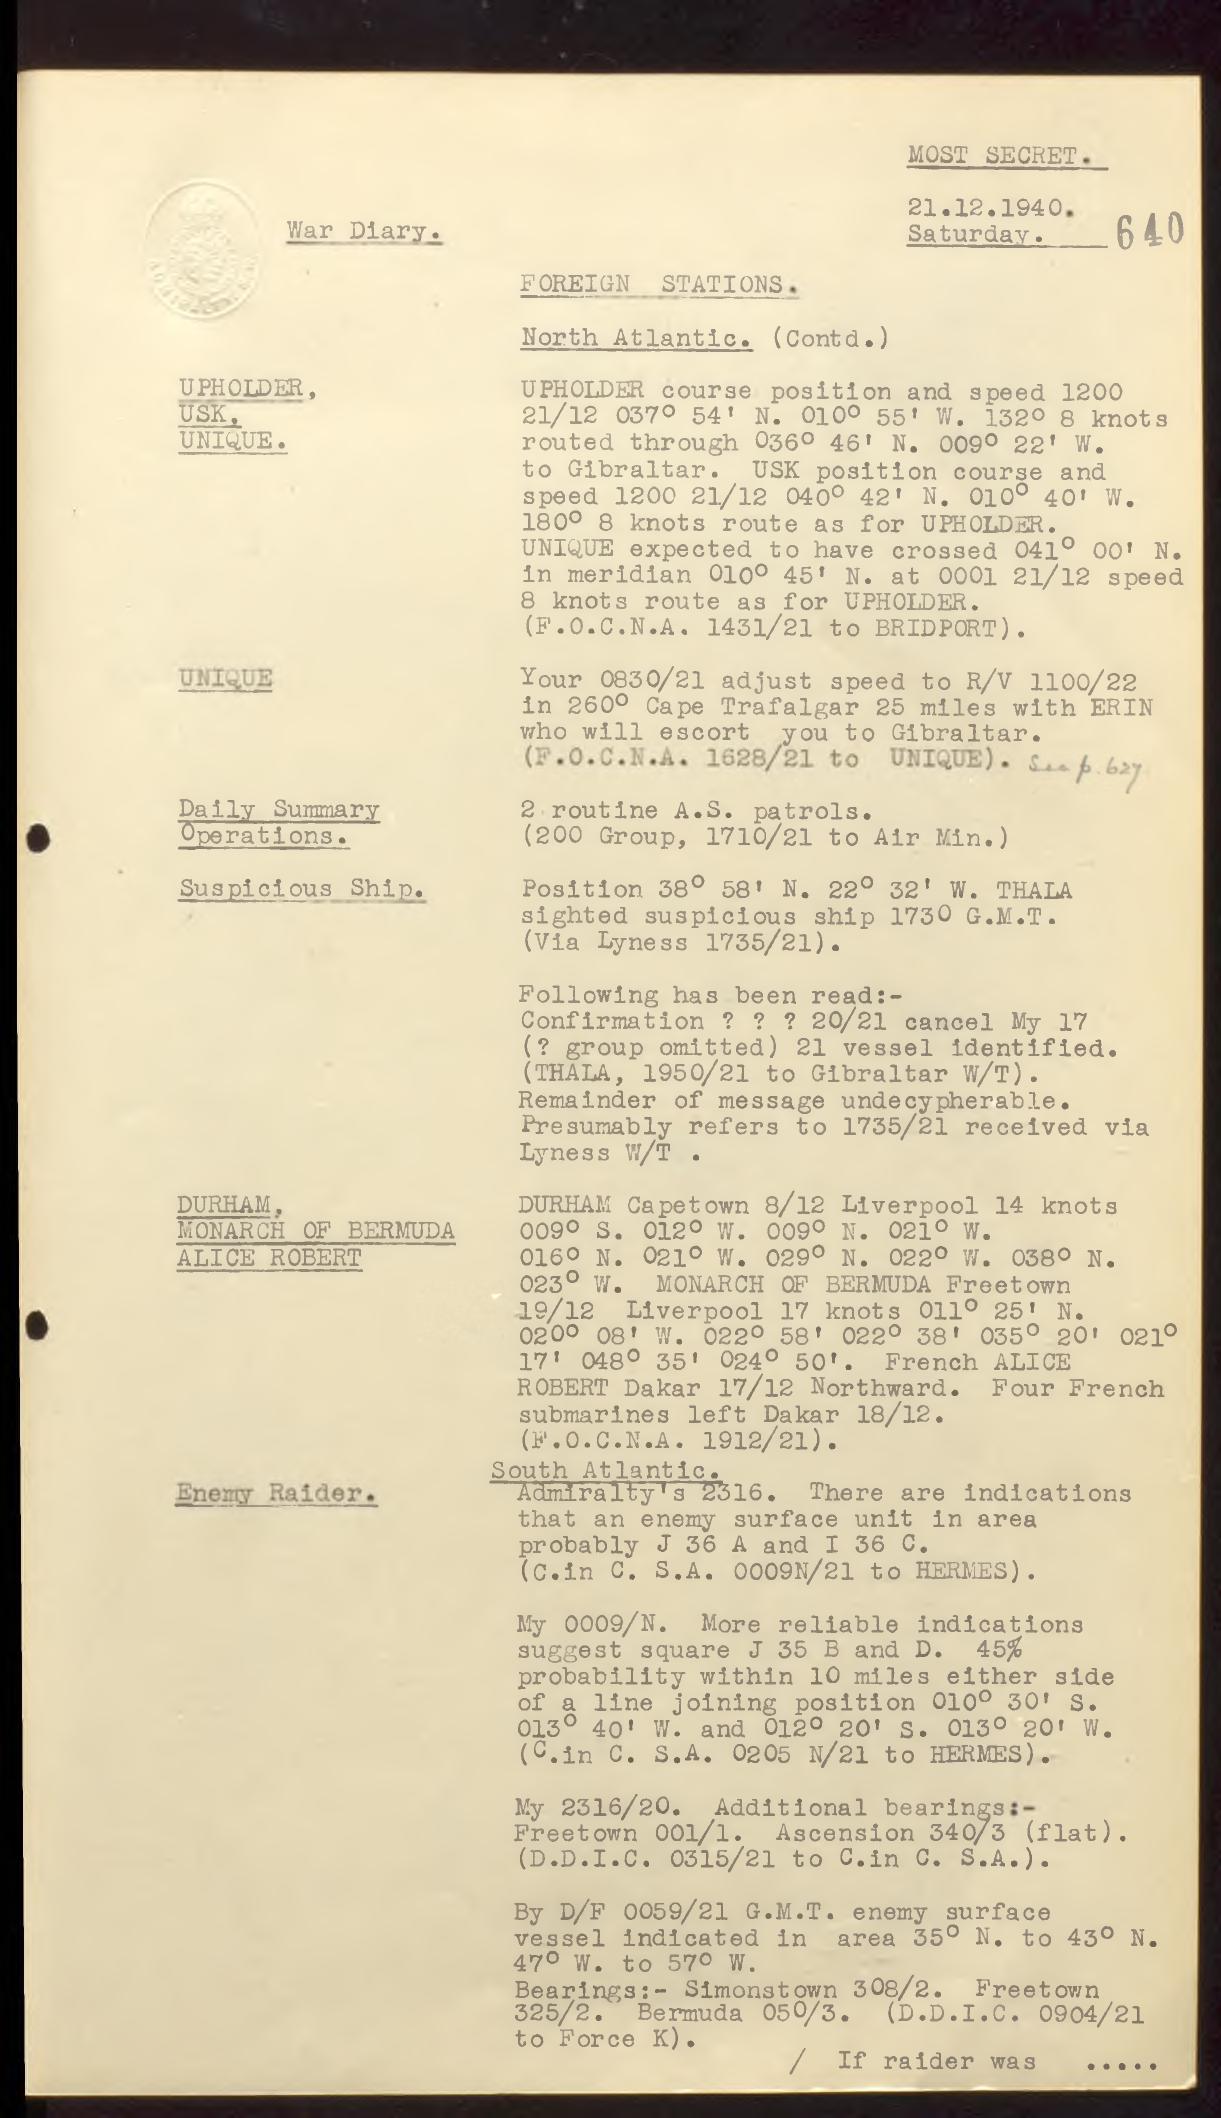 MOST SECRET.
21.12.1940.
War Diary.
Saturday. 640
FOREIGN STATIONS.
North Atlantic. (Contd.)
UPHOLDER,
USK,
UNIQUE.
UPHOLDER course position and speed 1200
21/12 037° 54' N. 010° 55' W. 132° 8 knots
routed through 036° 46' N. 009° 22' W.
to Gibraltar. USK position course and
speed 1200 21/12 040° 42' N. 010° 40' W.
180° 8 knots route as for UPHOLDER.
UNIQUE expected to have crossed 041° 00' N.
in meridian 010° 45' N. at 0001 21/12 speed
8 knots route as for UPHOLDER.
(F.O.C.N.A. 1431/21 to BRIDPORT).
UNIQUE
Your 0830/21 adjust speed to R/V 1100/22
in 260° Cape Trafalgar 25 miles with ERIN
who will escort you to Gibraltar.
(F.O.C.N.A. 1628/21 to UNIQUE). See p. 627
Daily Summary
Operations.
2 routine A.S. patrols.
(200 Group, 1710/21 to Air Min.)
Suspicious Ship.
Position 38° 58' N. 22° 32' W. THALA
sighted suspicious ship 1730 G.M.T.
(Via Lyness 1735/21).
Following has been read:-
Confirmation ? ? ? 20/21 cancel My 17
(? group omitted) 21 vessel identified.
(THALA, 1950/21 to Gibraltar W/T).
Remainder of message undecypherable.
Presumably refers to 1735/21 received via
Lyness W/T .
DURHAM,
MONARCH OF BERMUDA
ALICE ROBERT
DURHAM Capetown 8/12 Liverpool 14 knots
009° S. 012° W. 009° N. 021° W.
016° N. 021° W. 029° N. 022° W. 038° N.
023° W. MONARCH OF BERMUDA Freetown
19/12 Liverpool 17 knots 011° 25' N.
020° 08' W. 022° 58' 022° 38' 035° 20' 021°
17' 048° 35' 024° 50'. French ALICE
ROBERT Dakar 17/12 Northward. Four French
submarines left Dakar 18/12.
(F.O.C.N.A. 1912/21).
South Atlantic.
Enemy Raider.
Admiralty's 2316. There are indications
that an enemy surface unit in area
probably J 36 A and I 36 C.
(C.in C. S.A. 0009N/21 to HERMES).
My 0009/N. More reliable indications
suggest square J 35 B and D. 45%
probability within 10 miles either side
of a line joining position 010° 30' S.
013° 40' W. and 012° 20' S. 013° 20' W.
(C.in C. S.A. 0205 N/21 to HERMES).
My 2316/20. Additional bearings:-
Freetown 001/1. Ascension 340/3 (flat).
(D.D.I.C. 0315/21 to C.in C. S.A.).
By D/F 0059/21 G.M.T. enemy surface
vessel indicated in area 35° N. to 43° N.
47° W. to 57° W.
Bearings:- Simonstown 308/2. Freetown
325/2. Bermuda 050/3. (D.D.I.C. 0904/21
to Force K).
/ If raider was .....